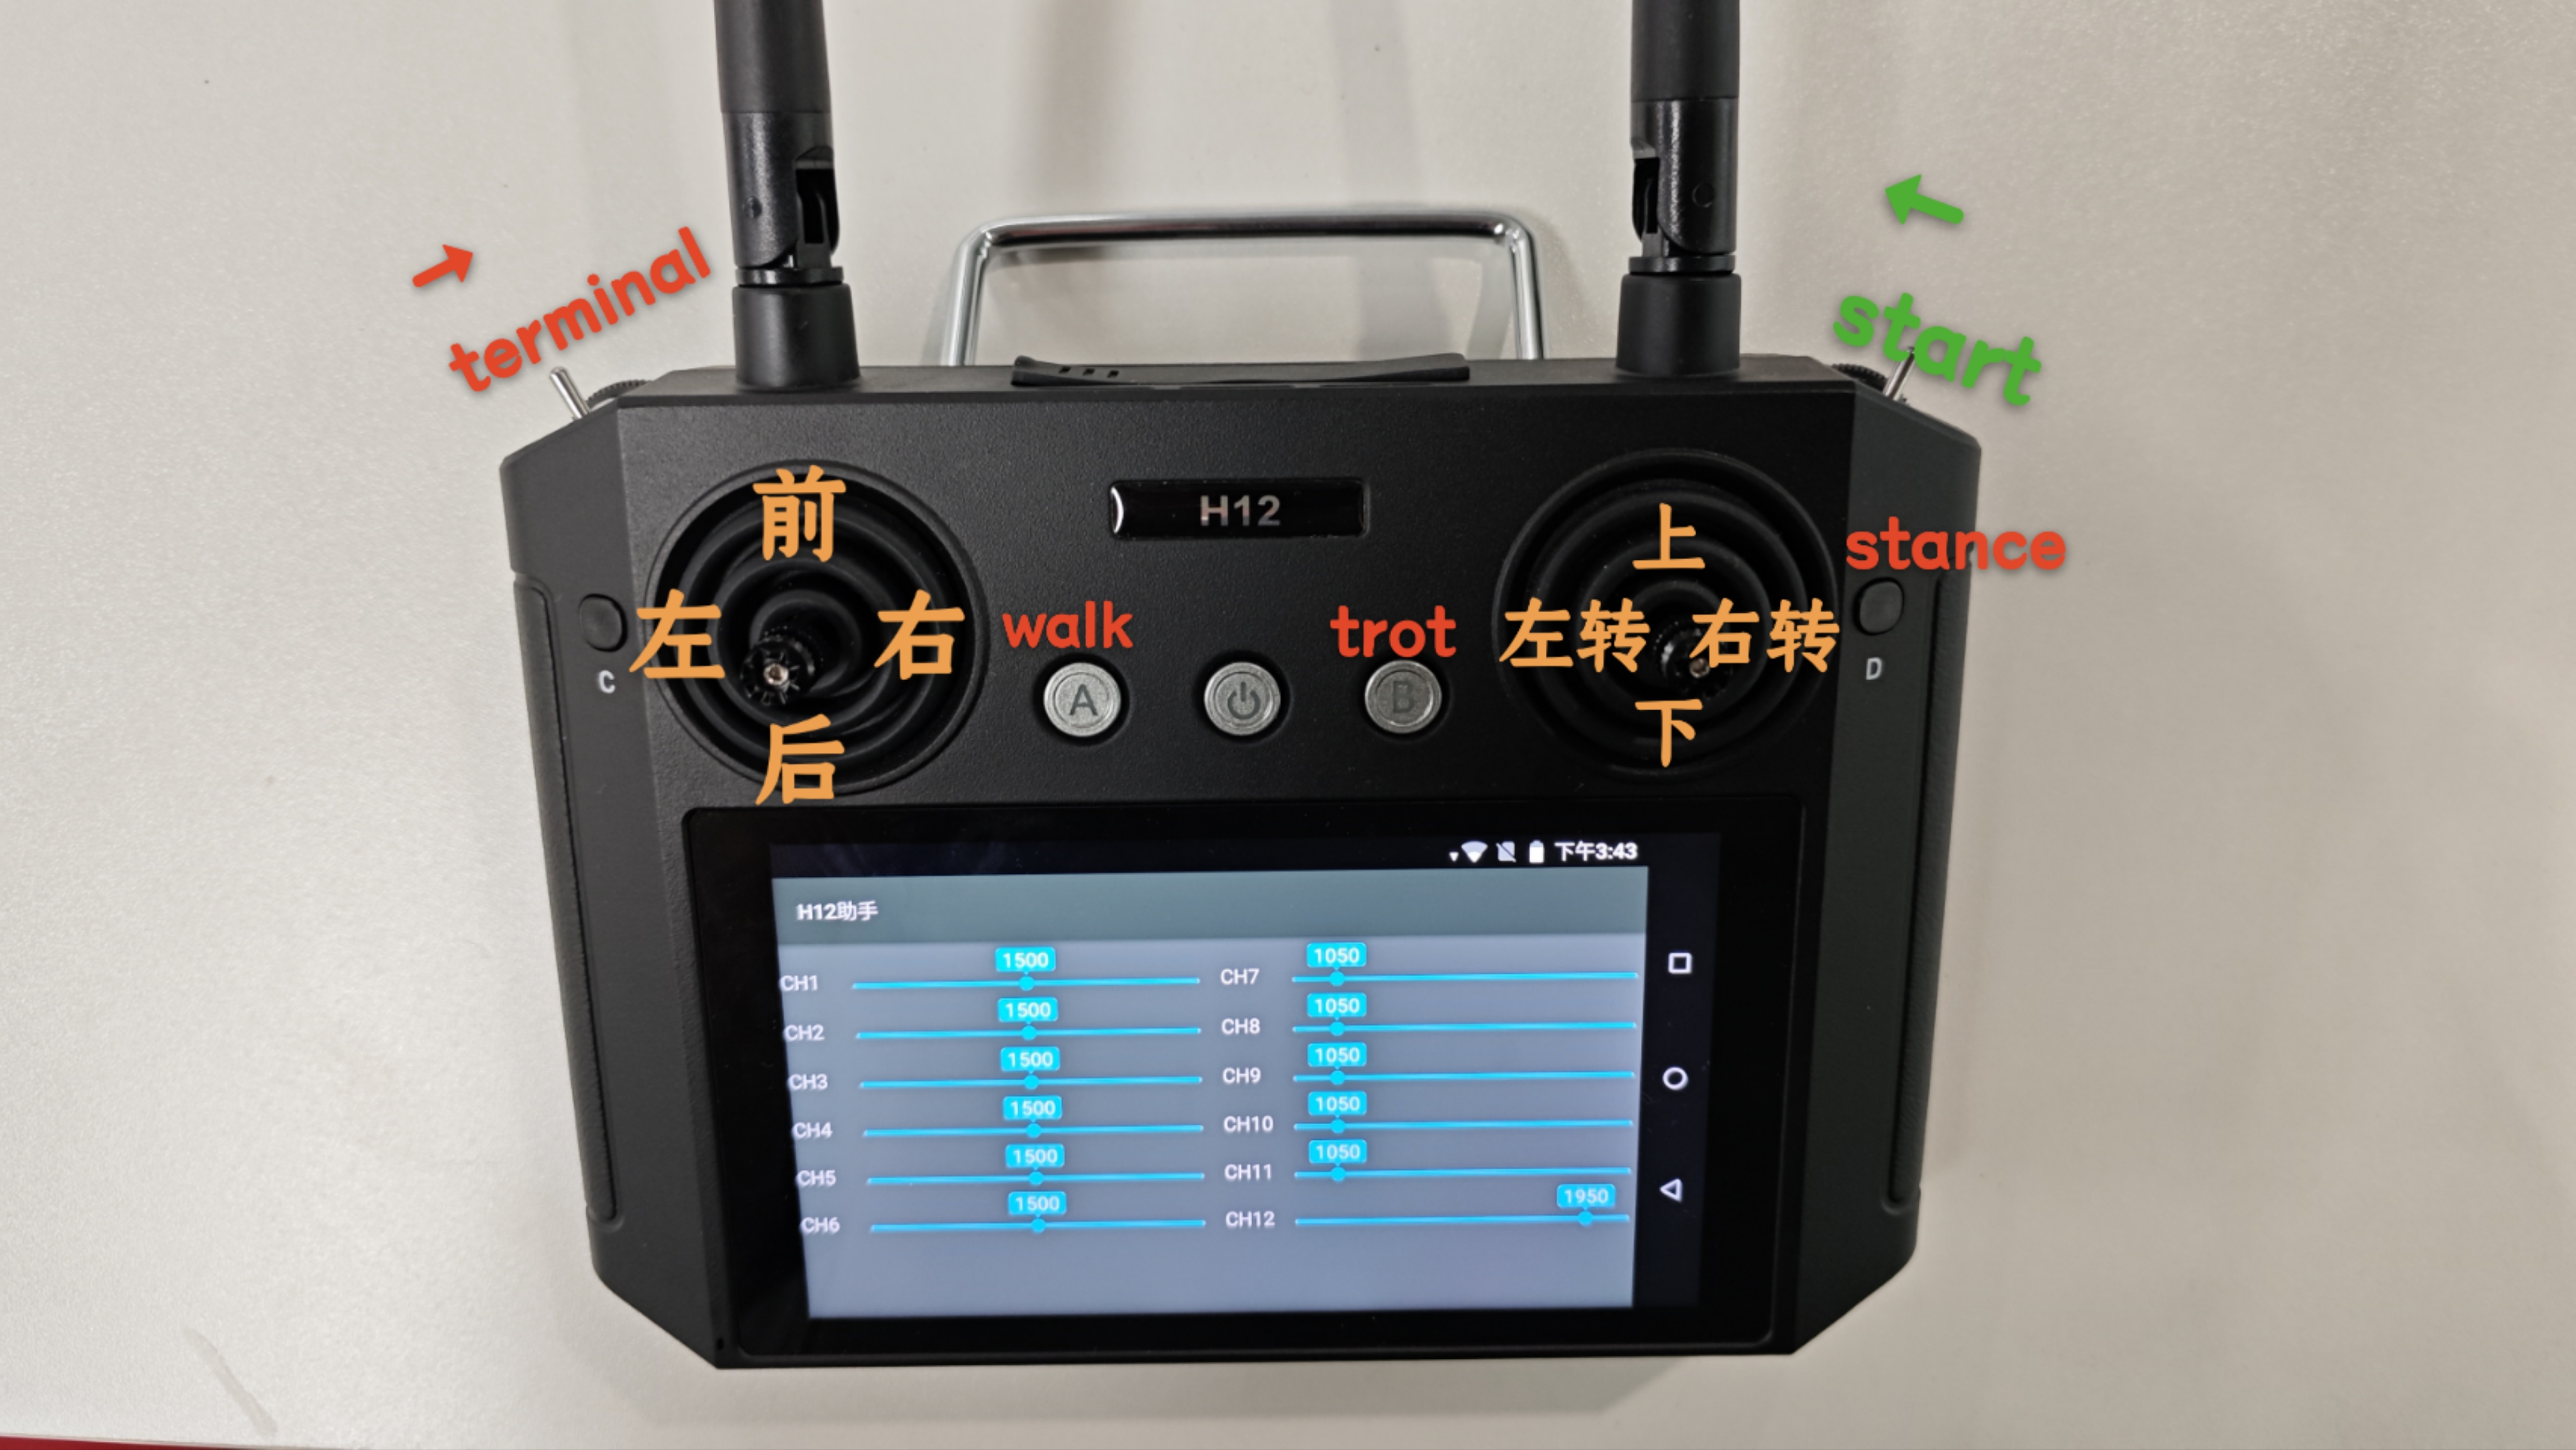 terminal
start
前
H12
上
stance
左 右
walk
trot
左转 右转
C
A
B
D
后
下
下午3:43
H12助手
CH1 1500
CH7 1050
CH2 1500
CH8 1050
CH3 1500
CH9 1050
CH4 1500
CH10 1050
CH5 1500
CH11 1050
CH6 1500
CH12 1950